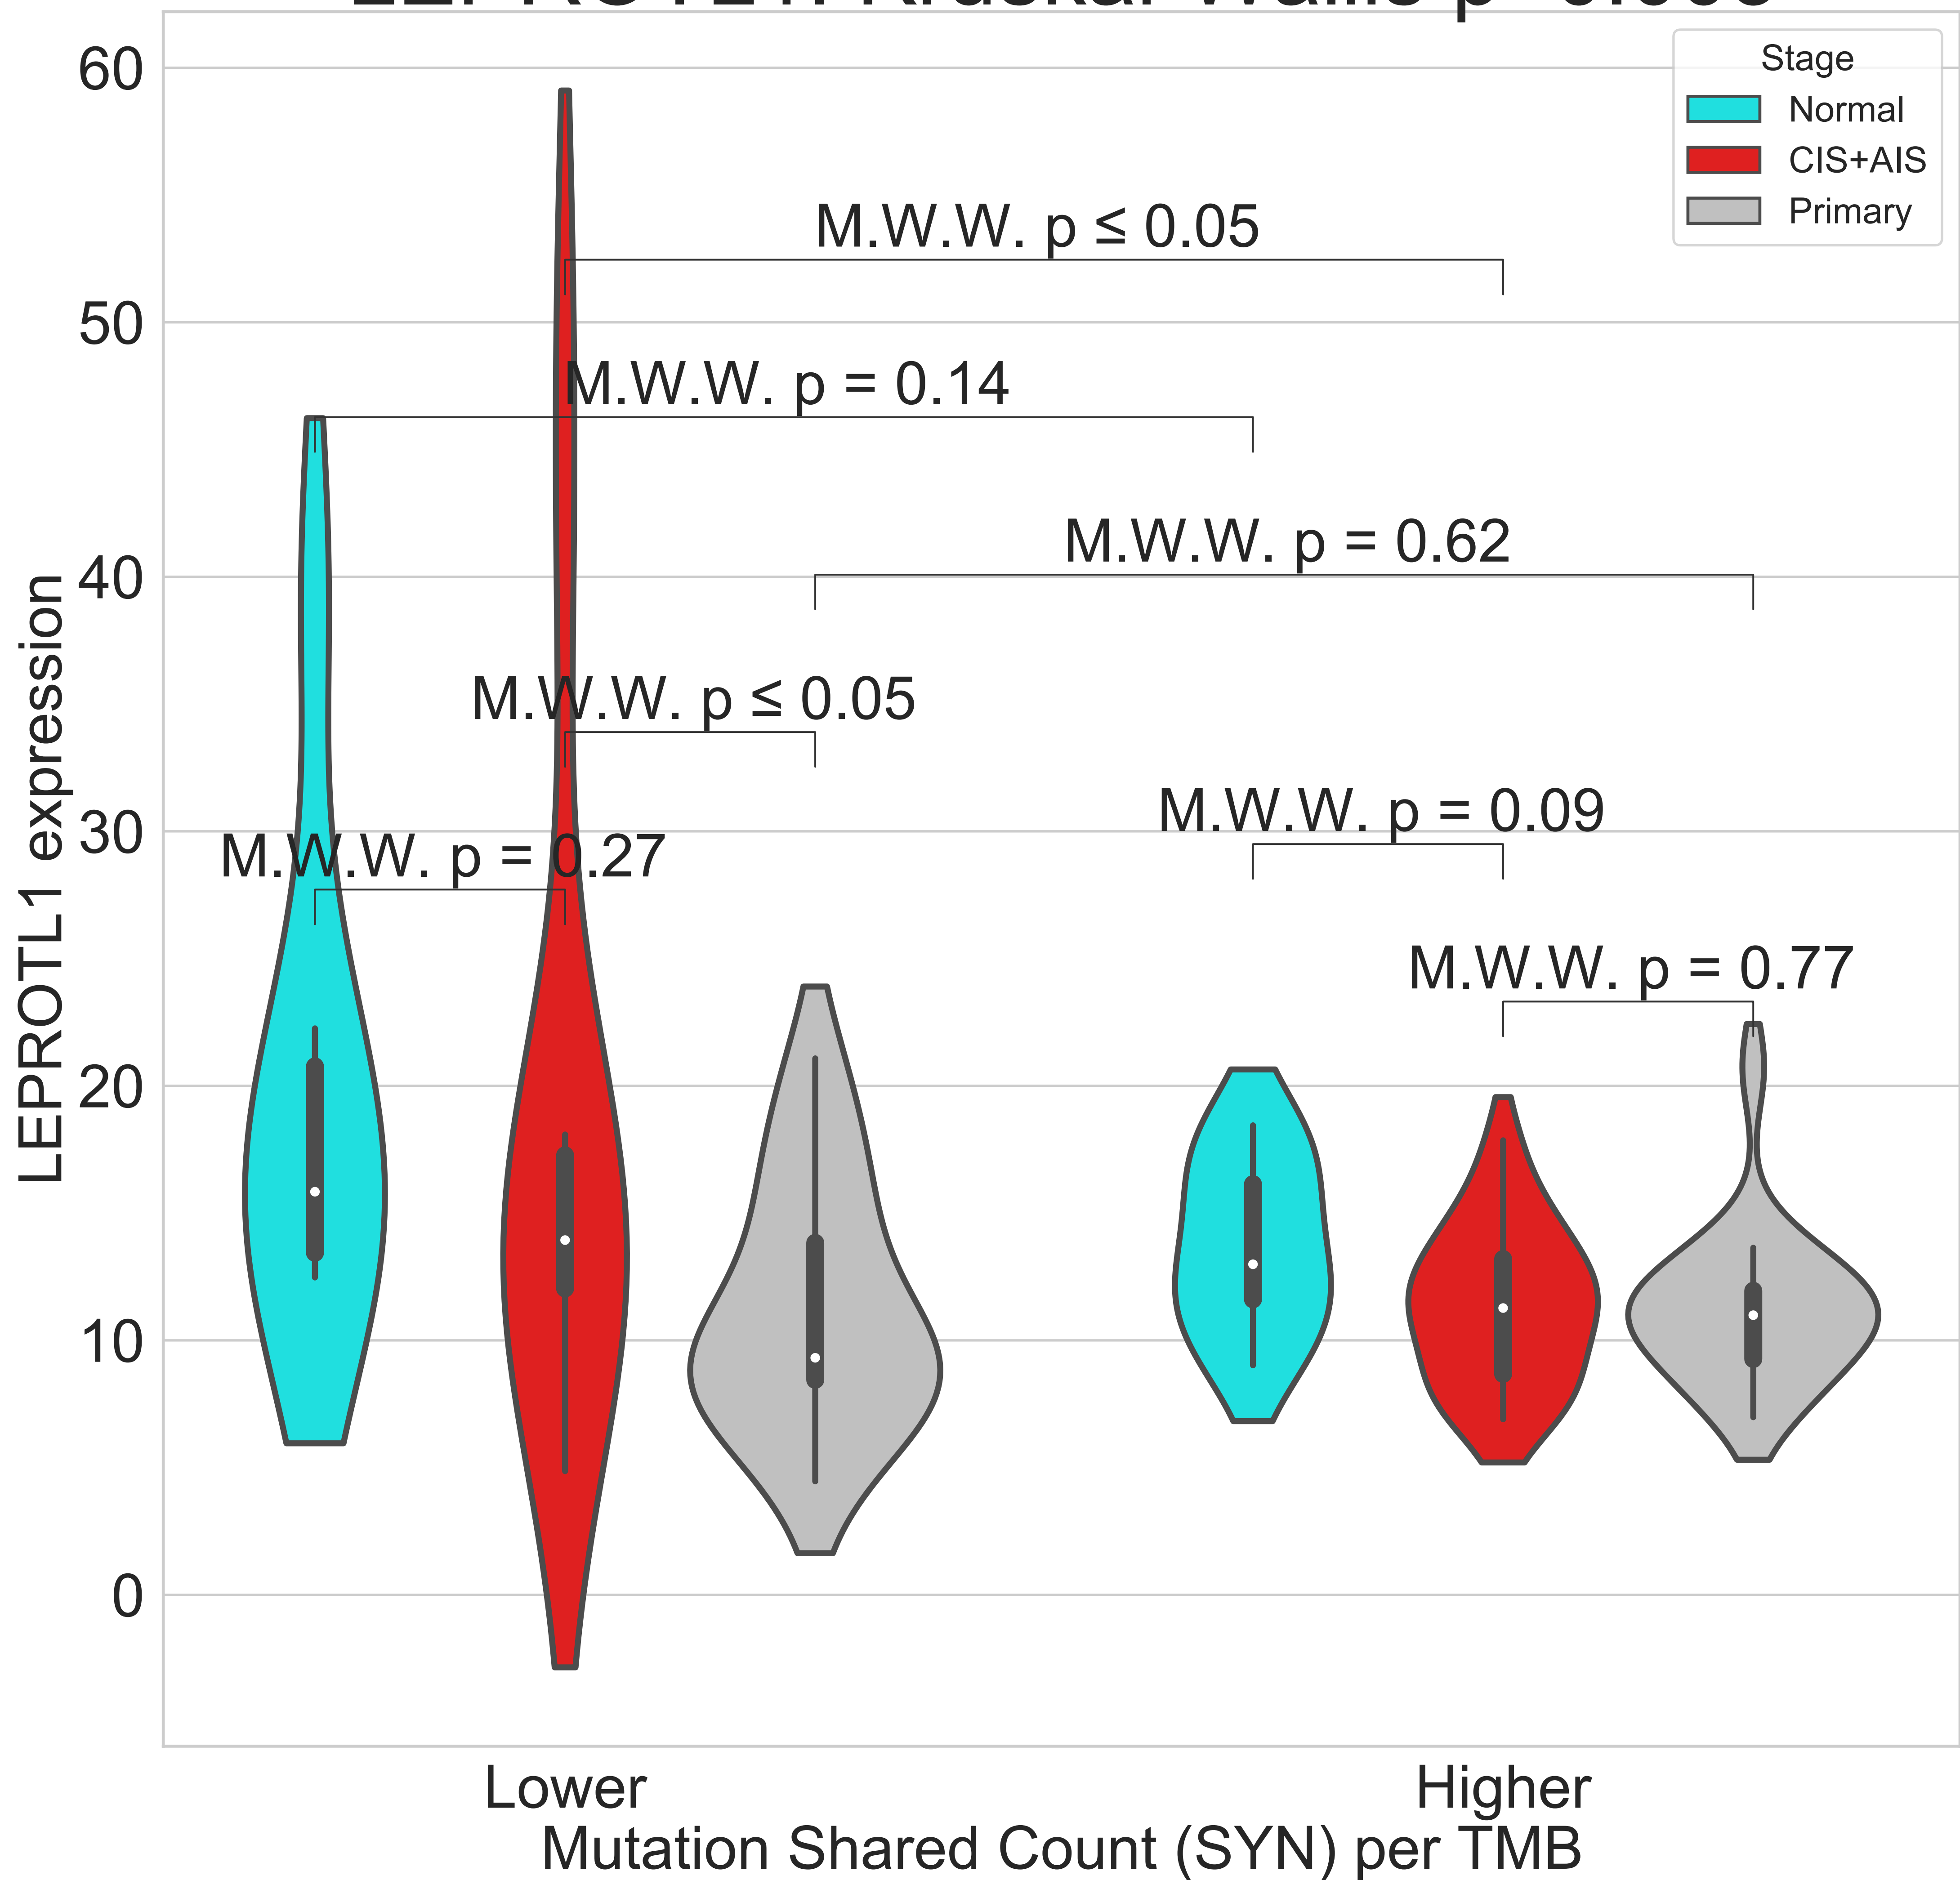 60
50
40
30
20
10
0
LEPROTL1 expression
Stage
Normal
CIS+AIS
Primary
M.W.W. p ≤ 0.05
M.W.W. p = 0.14
M.W.W. p = 0.62
M.W.W. p ≤ 0.05
M.W.W. p = 0.09
M.W.W. p = 0.27
M.W.W. p = 0.77
Lower
Higher
Mutation Shared Count (SYN) per TMB